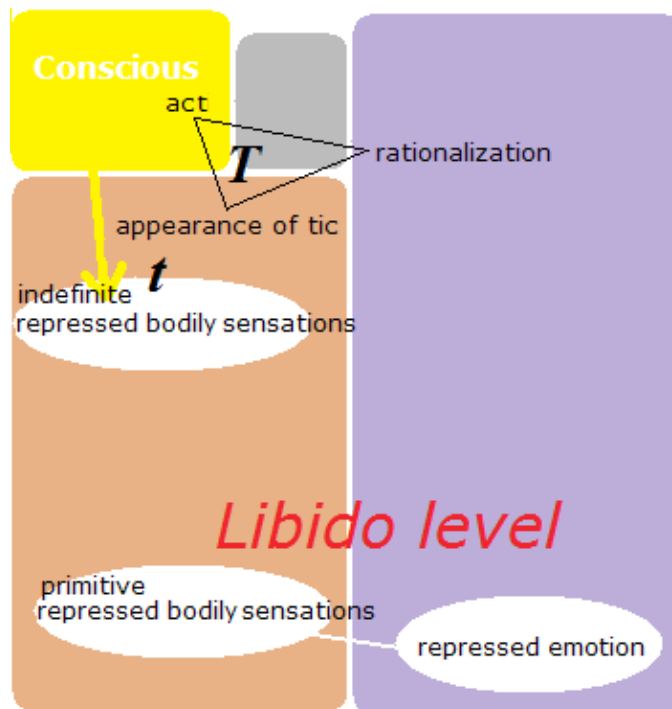 Conscious
act
T
rationalization
appearance of tic
t
indefinite
repressed bodily sensations
Libido level
primitive
repressed bodily sensations
repressed emotion